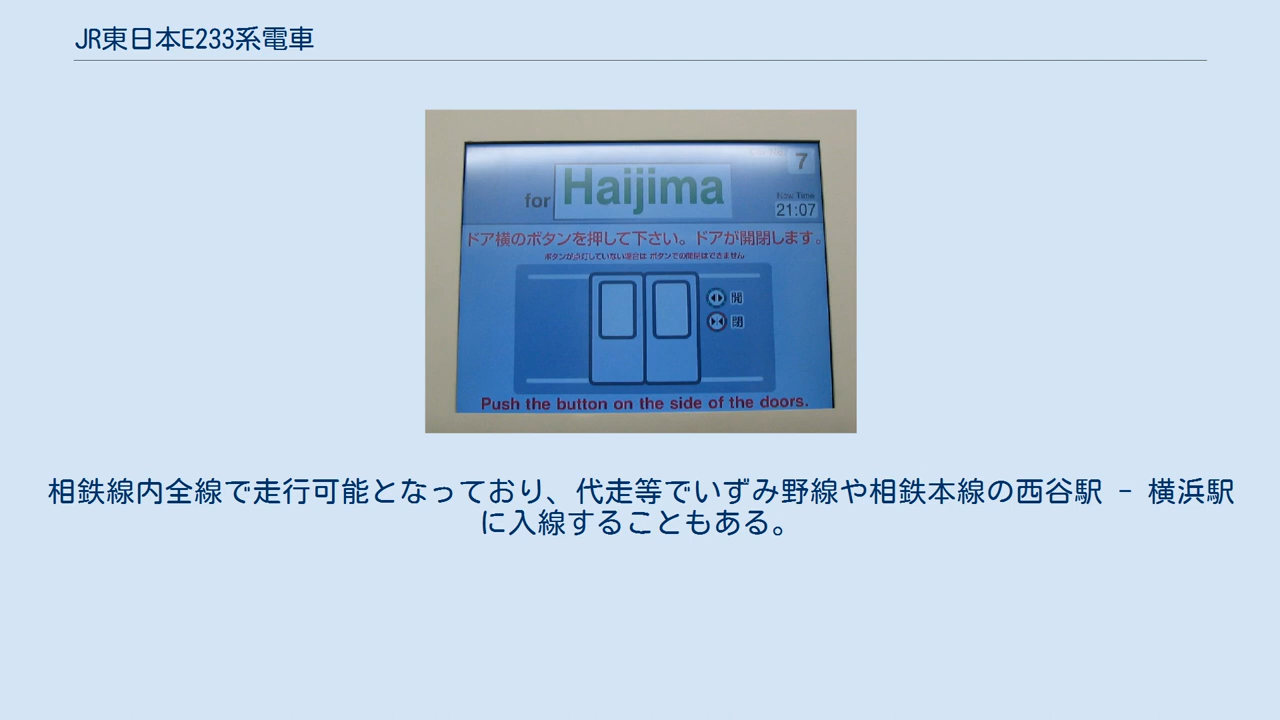 JR東日本E233系電車
7
for Haijima
Now Time
21:07
ドア横のボタンを押して下さい。ドアが開閉します。
ボタンが点灯していない場合は ボタンでの開閉はできません
開
閉
Push the button on the side of the doors.
相鉄線内全線で走行可能となっており、代走等でいずみ野線や相鉄本線の西谷駅 - 横浜駅
に入線することもある。